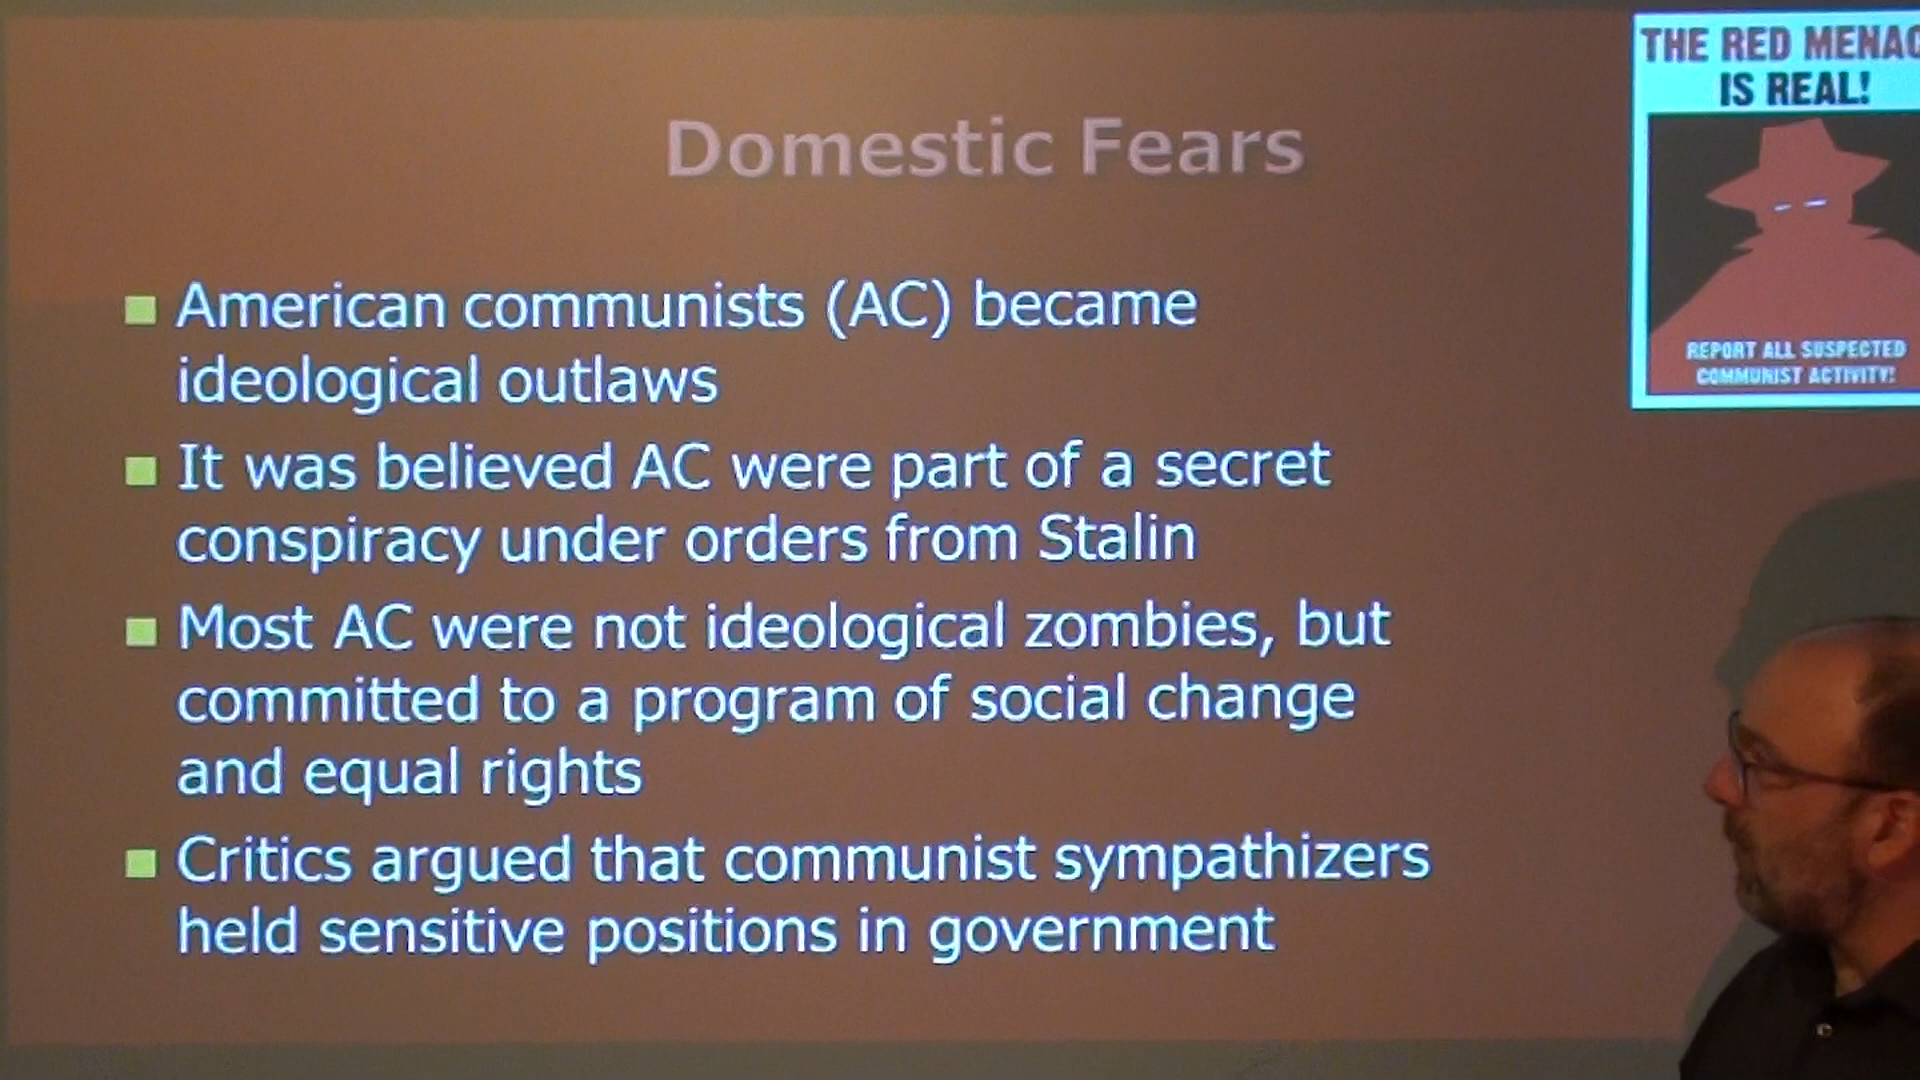 THE RED MENAC
IS REAL!
Domestic Fears
American communists (AC) became
ideological outlaws
It was believed AC were part of a secret
conspiracy under orders from Stalin
Most AC were not ideological zombies, but
committed to a program of social change
and equal rights
Critics argued that communist sympathizers
held sensitive positions in government
REPORT ALL SUSPECTED
COMMUNIST ACTIVITY!